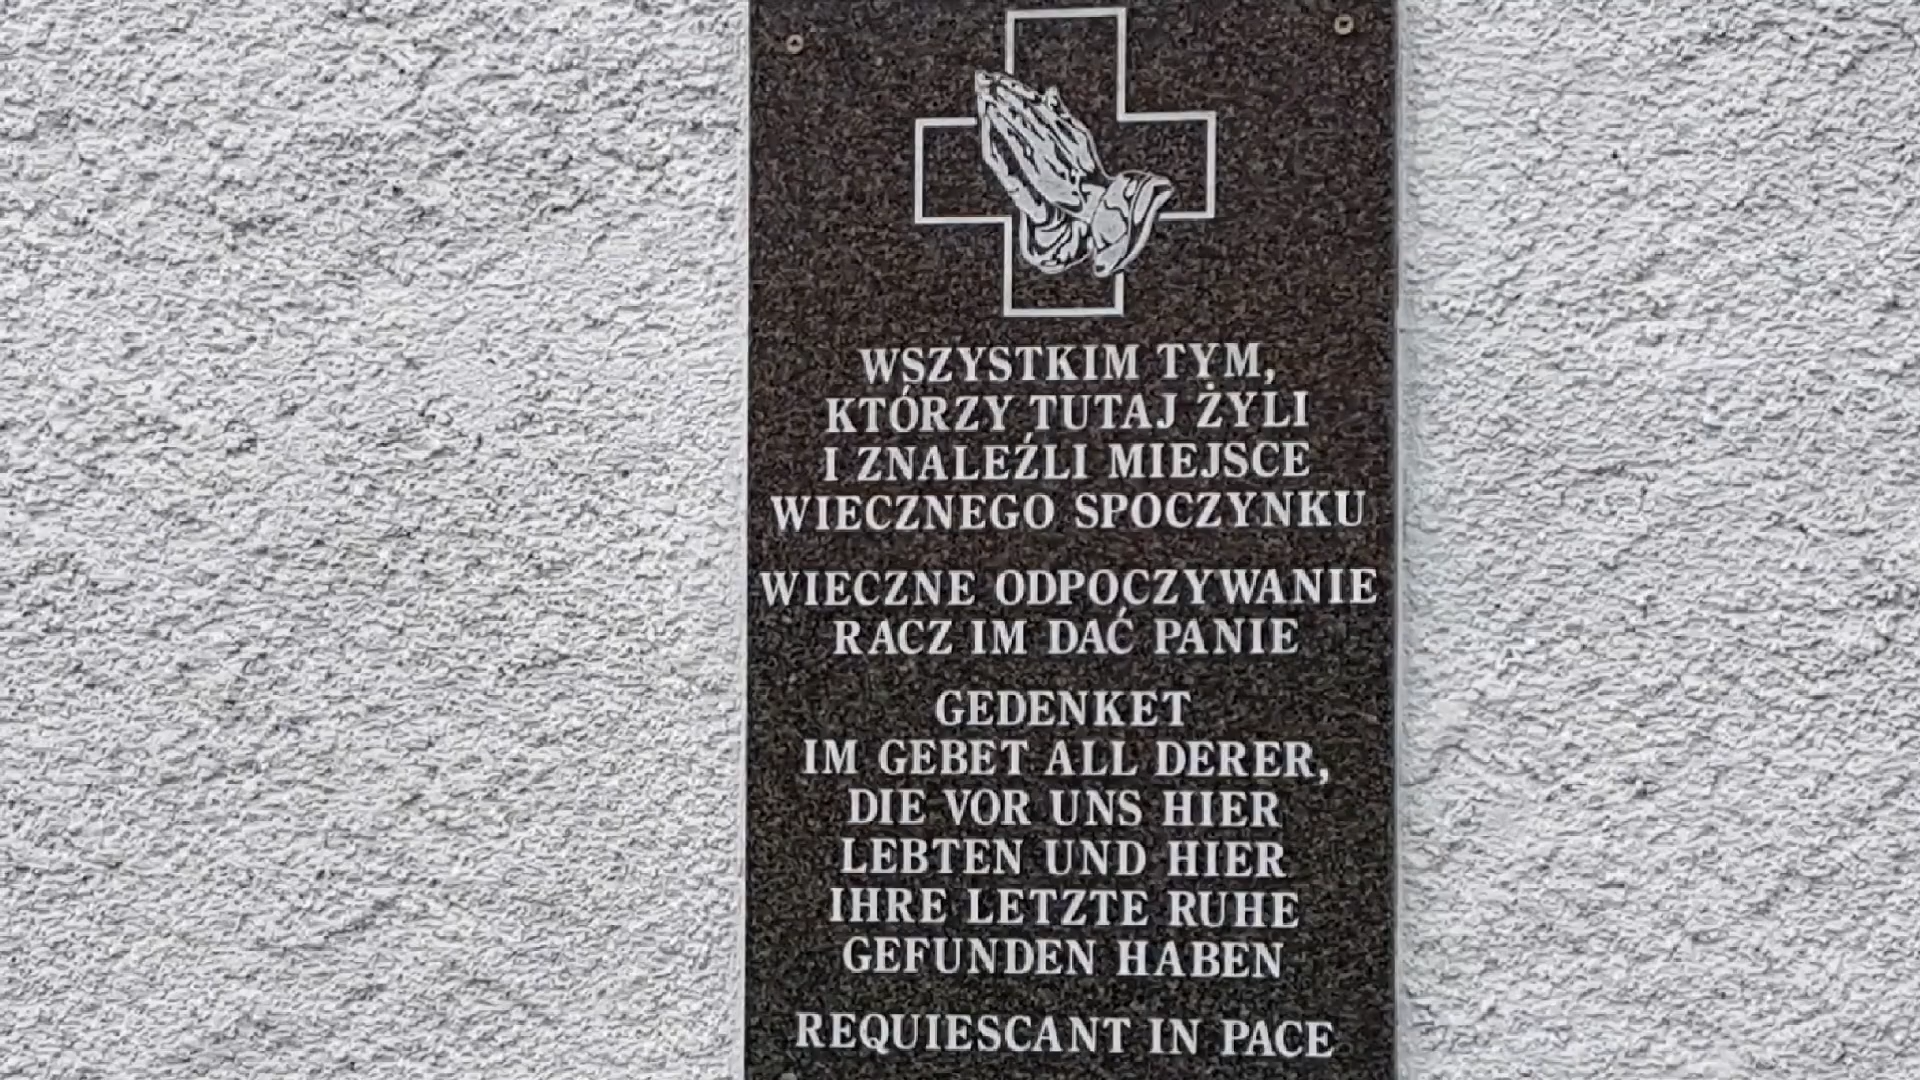 WSZYSTKIM TYM,
KTÓRZY TUTAJ ŻYLI
I ZNALEŹLI MIEJSCE
WIECZNEGO SPOCZYNKU
WIECZNE ODPOCZYWANIE
RACZ IM DAĆ PANIE
GEDENKET
IM GEBET ALL DERER,
DIE VOR UNS HIER
LEBTEN UND HIER
IHRE LETZTE RUHE
GEFUNDEN HABEN
REQUIESCANT IN PACE